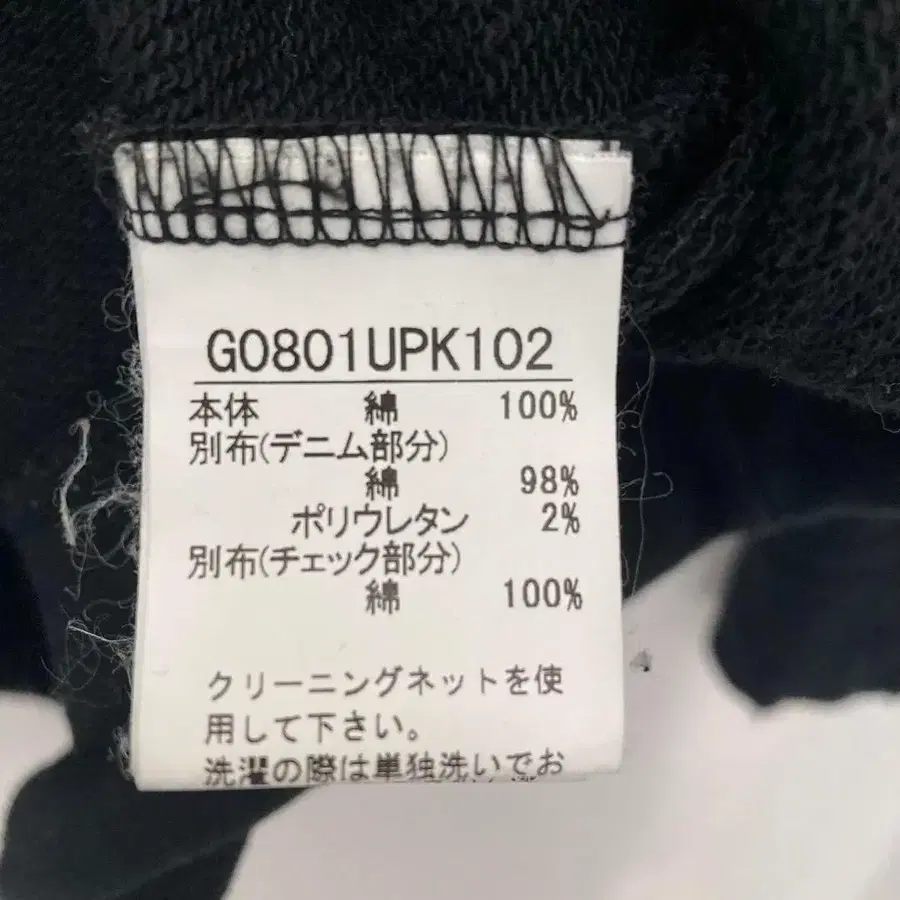 G0801UPK102
本体 綿 100%
別布(デニム部分)
綿 98%
ポリウレタン 2%
別布(チェック部分)
綿 100%
クリーニングネットを使
用して下さい。
洗濯の際は単独洗いでお